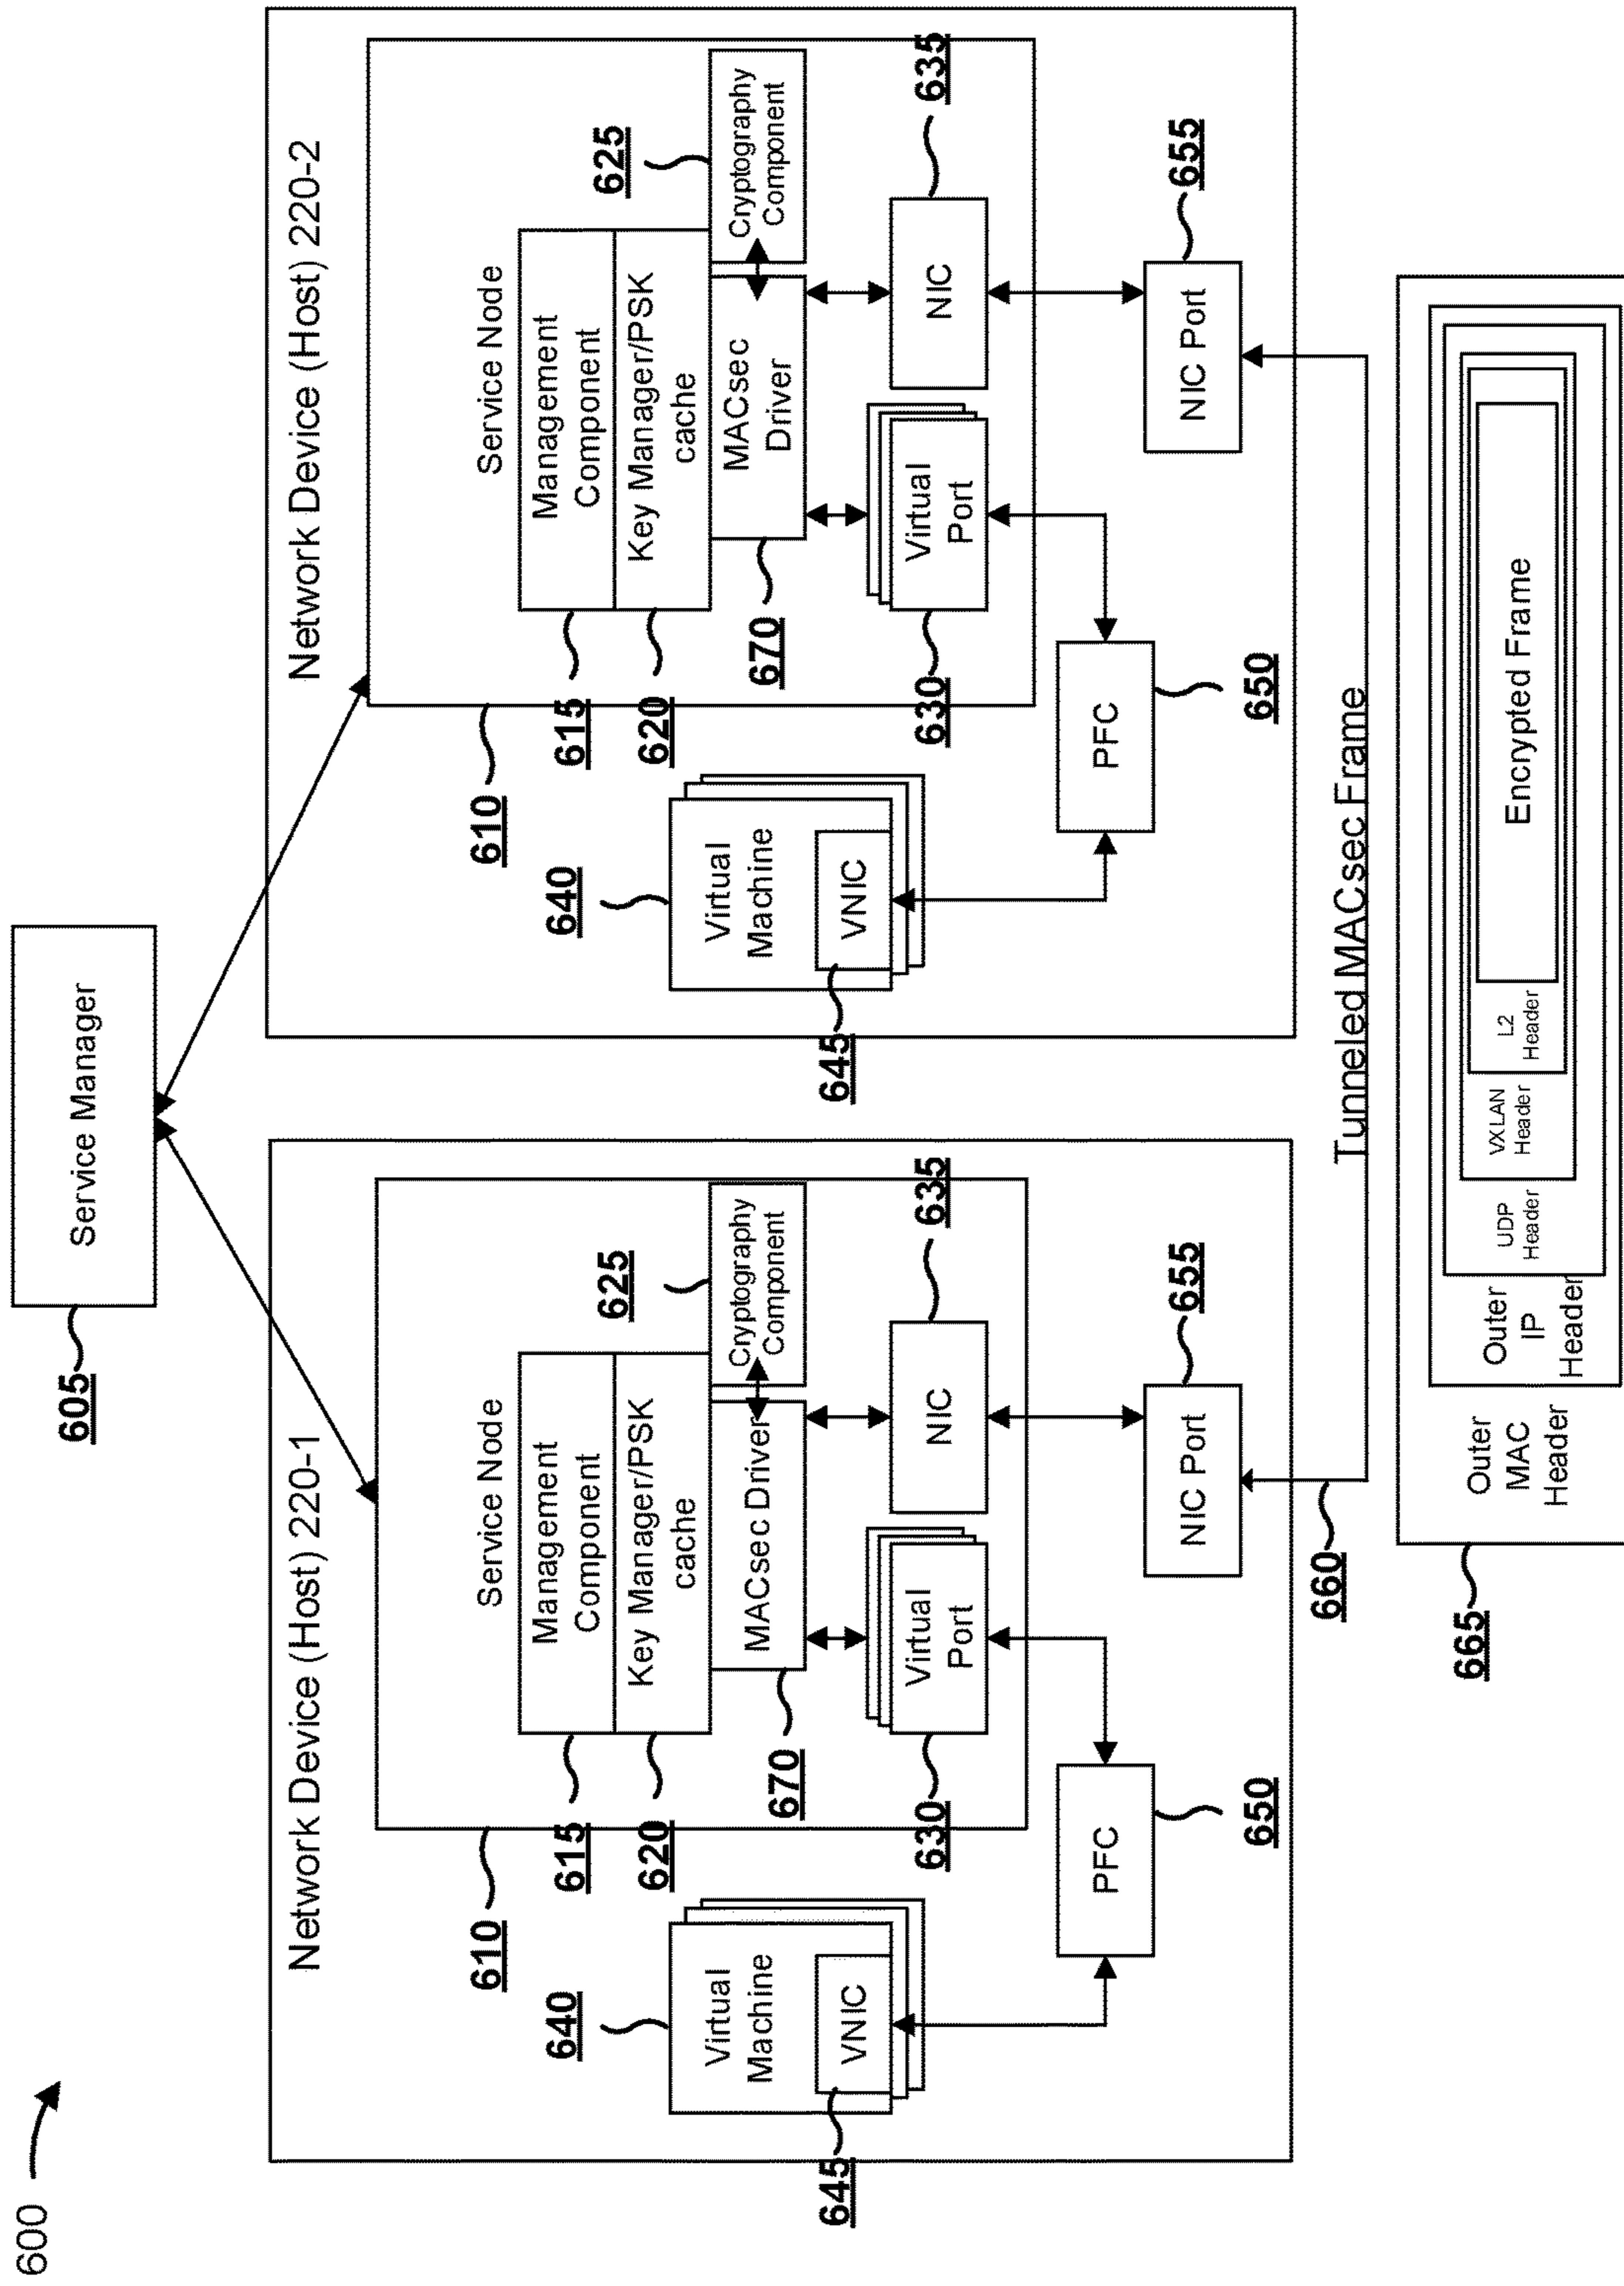 600
605
Service Manager
Network Device (Host) 220-1
610
Service Node
615
Management
Component
620
Key Manager/PSK
cache
670
MACsec Driver
625
Cryptography
Component
630
Virtual
Port
635
NIC
640
Virtual
Machine
VNIC
645
PFC
650
NIC Port
655
660
Network Device (Host) 220-2
610
Service Node
615
Management
Component
620
Key Manager/PSK
cache
670
MACsec
Driver
625
Cryptography
Component
630
Virtual
Port
635
NIC
640
Virtual
Machine
VNIC
645
PFC
650
NIC Port
655
Tunneled MACsec Frame
665
Outer
MAC
Header
Outer
IP
Header
UDP
Header
VXLAN
Header
L2
Header
Encrypted Frame